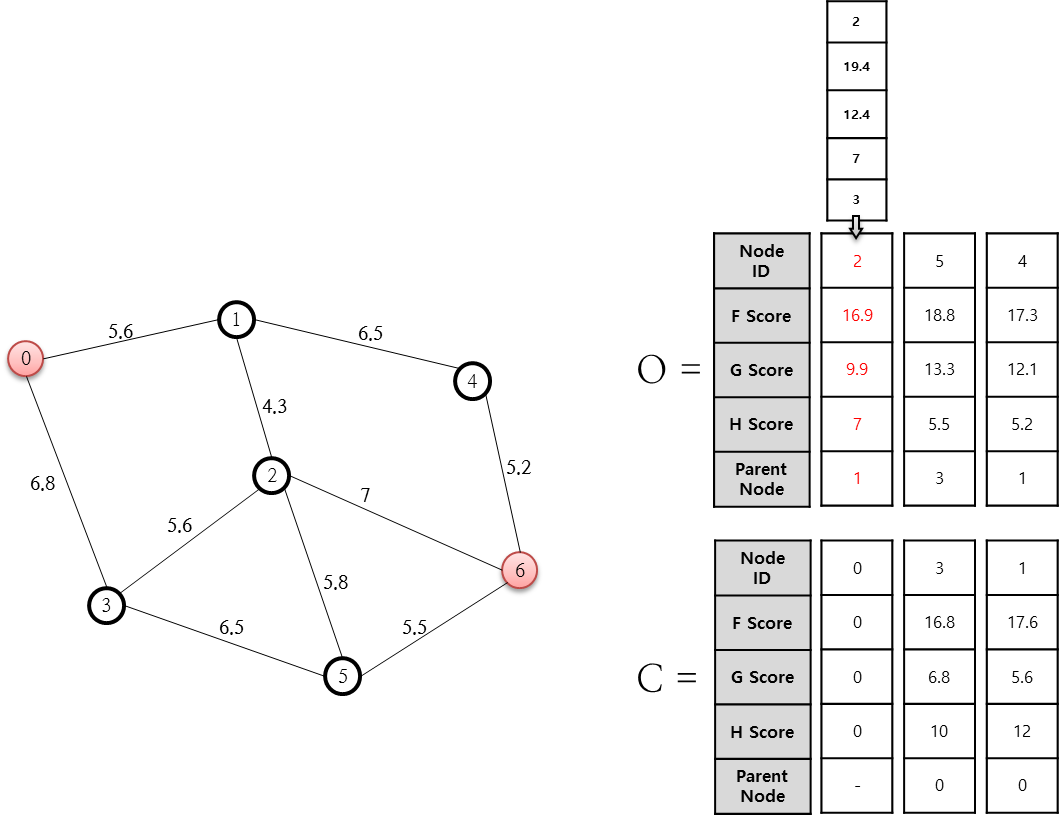 2
19.4
12.4
7
3
0
1
2
3
4
5
6
5.6
6.5
4.3
6.8
5.6
7
5.2
5.8
6.5
5.5
O =
Node ID 2 5 4
F Score 16.9 18.8 17.3
G Score 9.9 13.3 12.1
H Score 7 5.5 5.2
Parent Node 1 3 1
C =
Node ID 0 3 1
F Score 0 16.8 17.6
G Score 0 6.8 5.6
H Score 0 10 12
Parent Node - 0 0